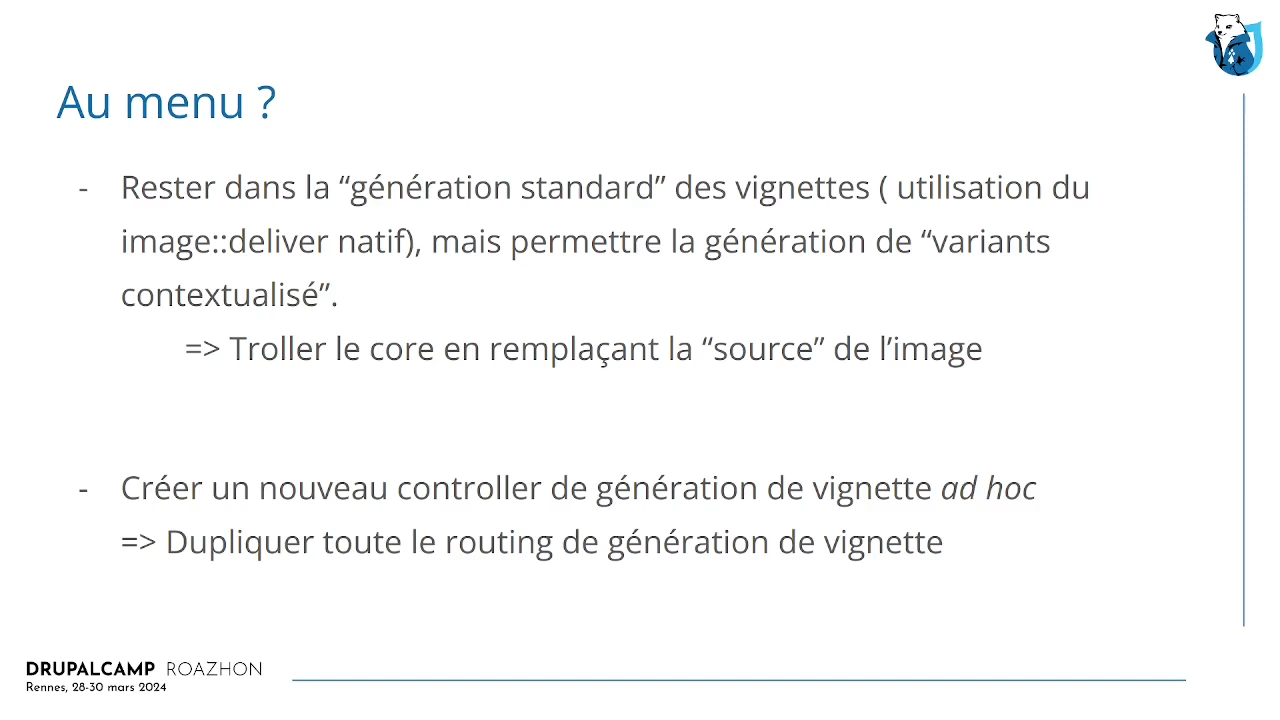 Au menu ?
- Rester dans la “génération standard” des vignettes ( utilisation du
image::deliver natif), mais permettre la génération de “variants
contextualisé”.
=> Troller le core en remplaçant la “source” de l’image
- Créer un nouveau controller de génération de vignette ad hoc
=> Dupliquer toute le routing de génération de vignette
DRUPALCAMP ROAZHON
Rennes, 28-30 mars 2024